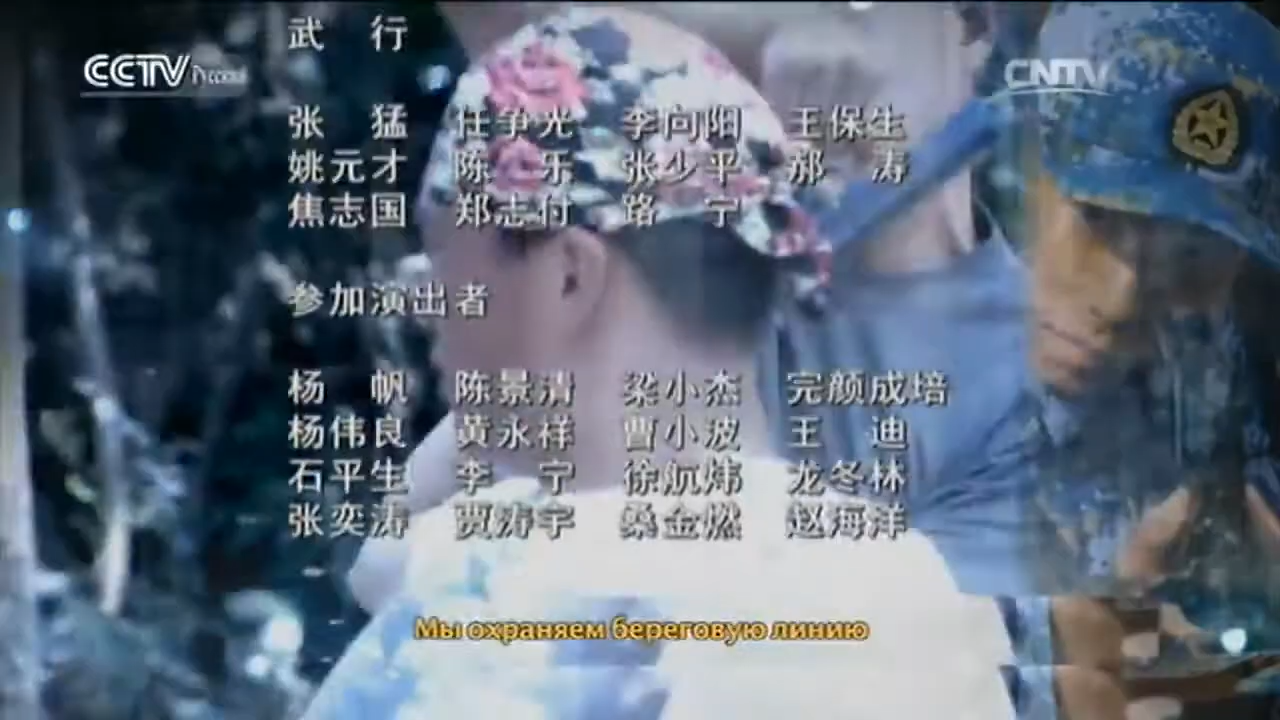 武 行
CCTV Русский
CNTV
张 猛 任争光 李向阳 王保生
姚元才 陈 乐 张少平 郝 涛
焦志国 郑志付 路 宁
参加演出者
杨 帆 陈景清 梁小杰 完颜成培
杨伟良 黄永祥 曹小波 王 迪
石平生 李 宁 徐航炜 龙冬林
张奕涛 贾涛宇 桑金燃 赵海洋
Мы охраняем береговую линию